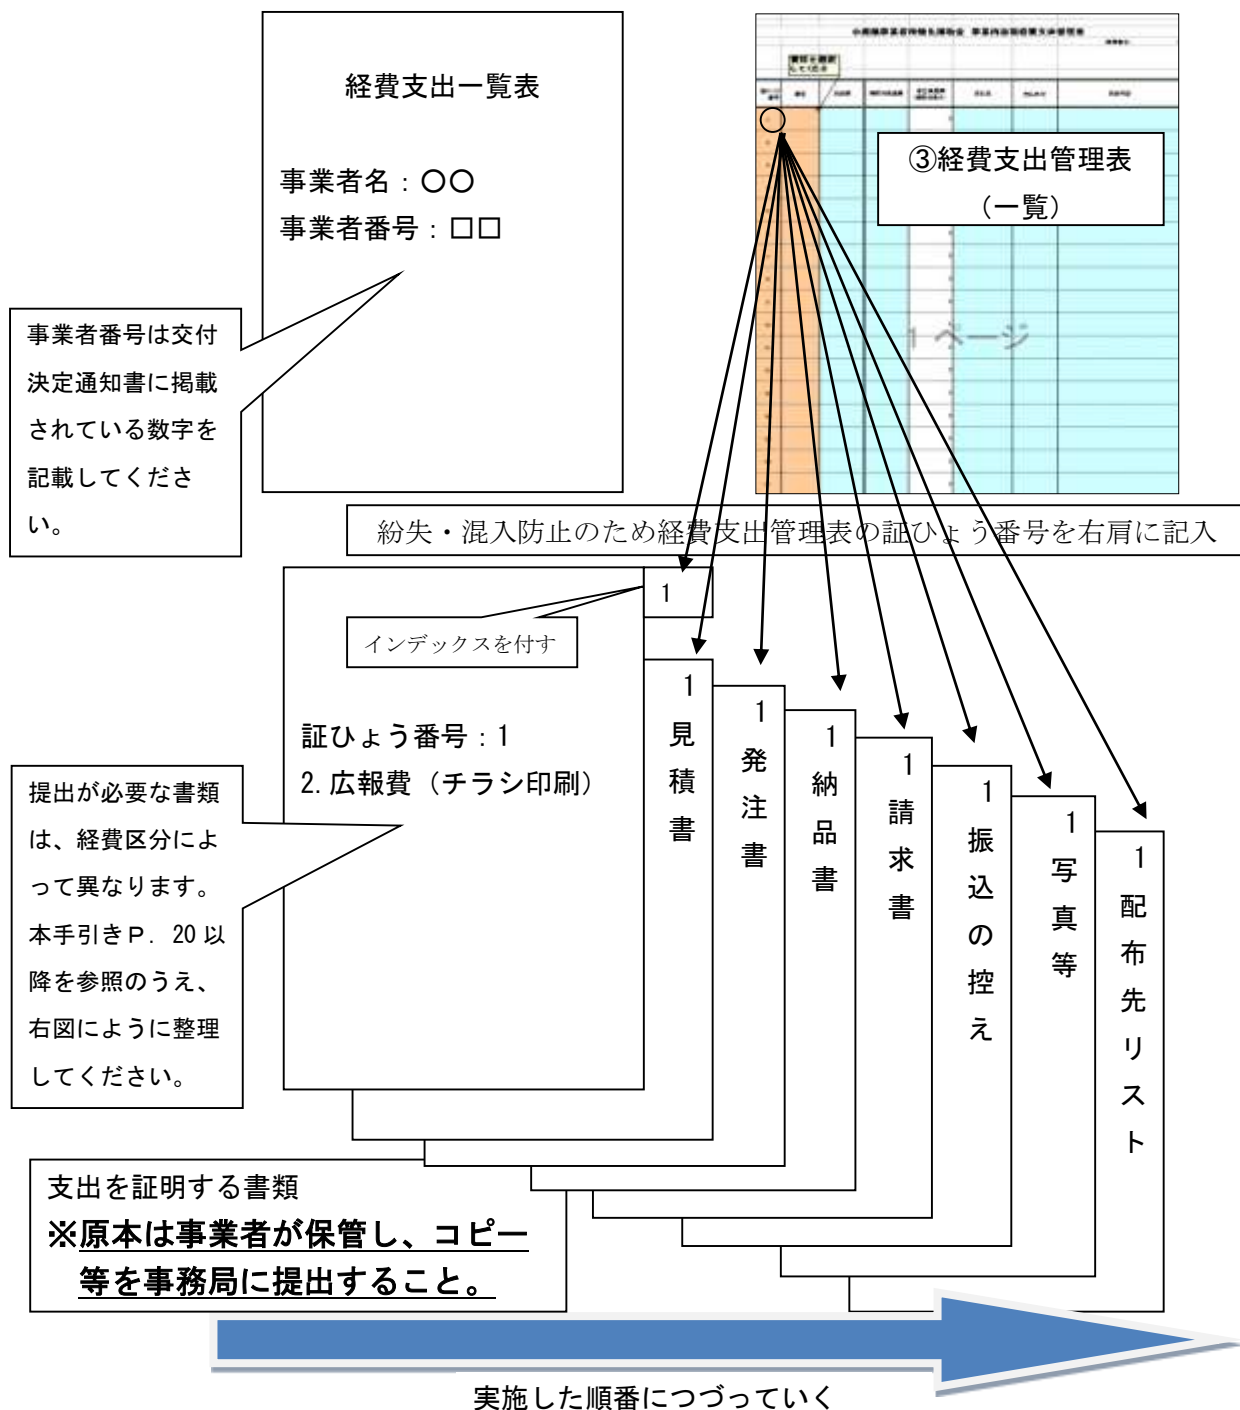 経費支出一覧表
事業者名：〇〇
事業者番号：□□
事業者番号は交付
決定通知書に掲載
されている数字を
記載してくださ
い。
③経費支出管理表
（一覧）
1 ページ
紛失・混入防止のため経費支出管理表の証ひょう番号を右肩に記入
1
インデックスを付す
証ひょう番号：1
2.広報費（チラシ印刷）
提出が必要な書類
は、経費区分によ
って異なります。
本手引きＰ．20 以
降を参照のうえ、
右図にように整理
してください。
1見積書
1発注書
1納品書
1請求書
1振込の控え
1写真等
1配布先リスト
支出を証明する書類
※原本は事業者が保管し、コピー
等を事務局に提出すること。
実施した順番につづっていく